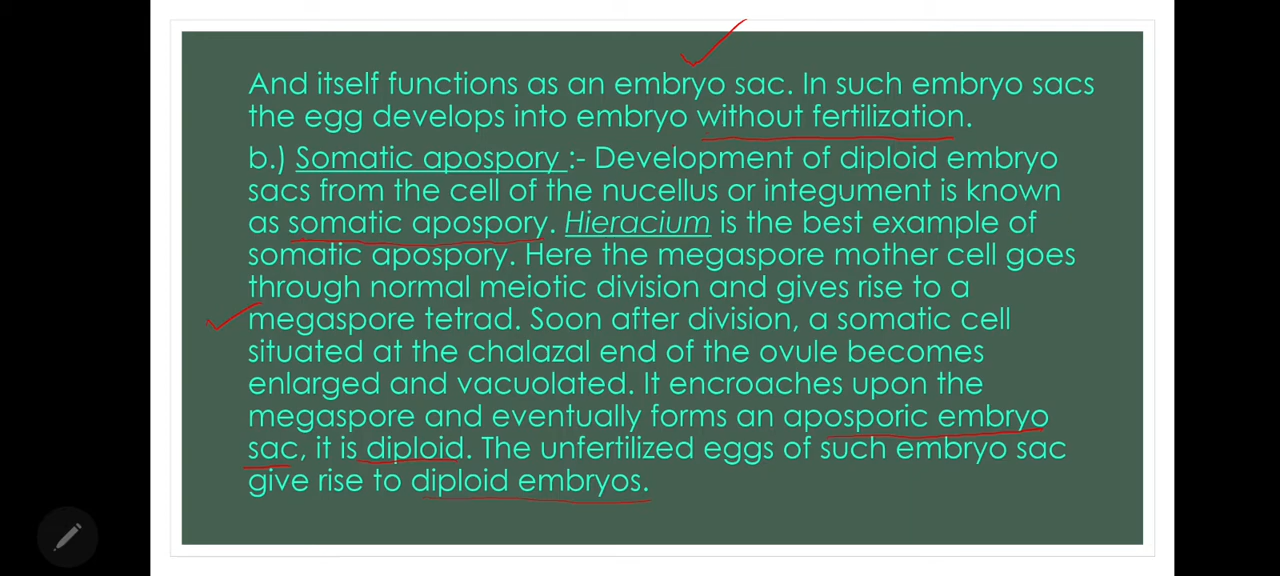 And itself functions as an embryo sac. In such embryo sacs
the egg develops into embryo without fertilization.
b.) Somatic apospory :- Development of diploid embryo
sacs from the cell of the nucellus or integument is known
as somatic apospory. Hieracium is the best example of
somatic apospory. Here the megaspore mother cell goes
through normal meiotic division and gives rise to a
megaspore tetrad. Soon after division, a somatic cell
situated at the chalazal end of the ovule becomes
enlarged and vacuolated. It encroaches upon the
megaspore and eventually forms an aposporic embryo
sac, it is diploid. The unfertilized eggs of such embryo sac
give rise to diploid embryos.